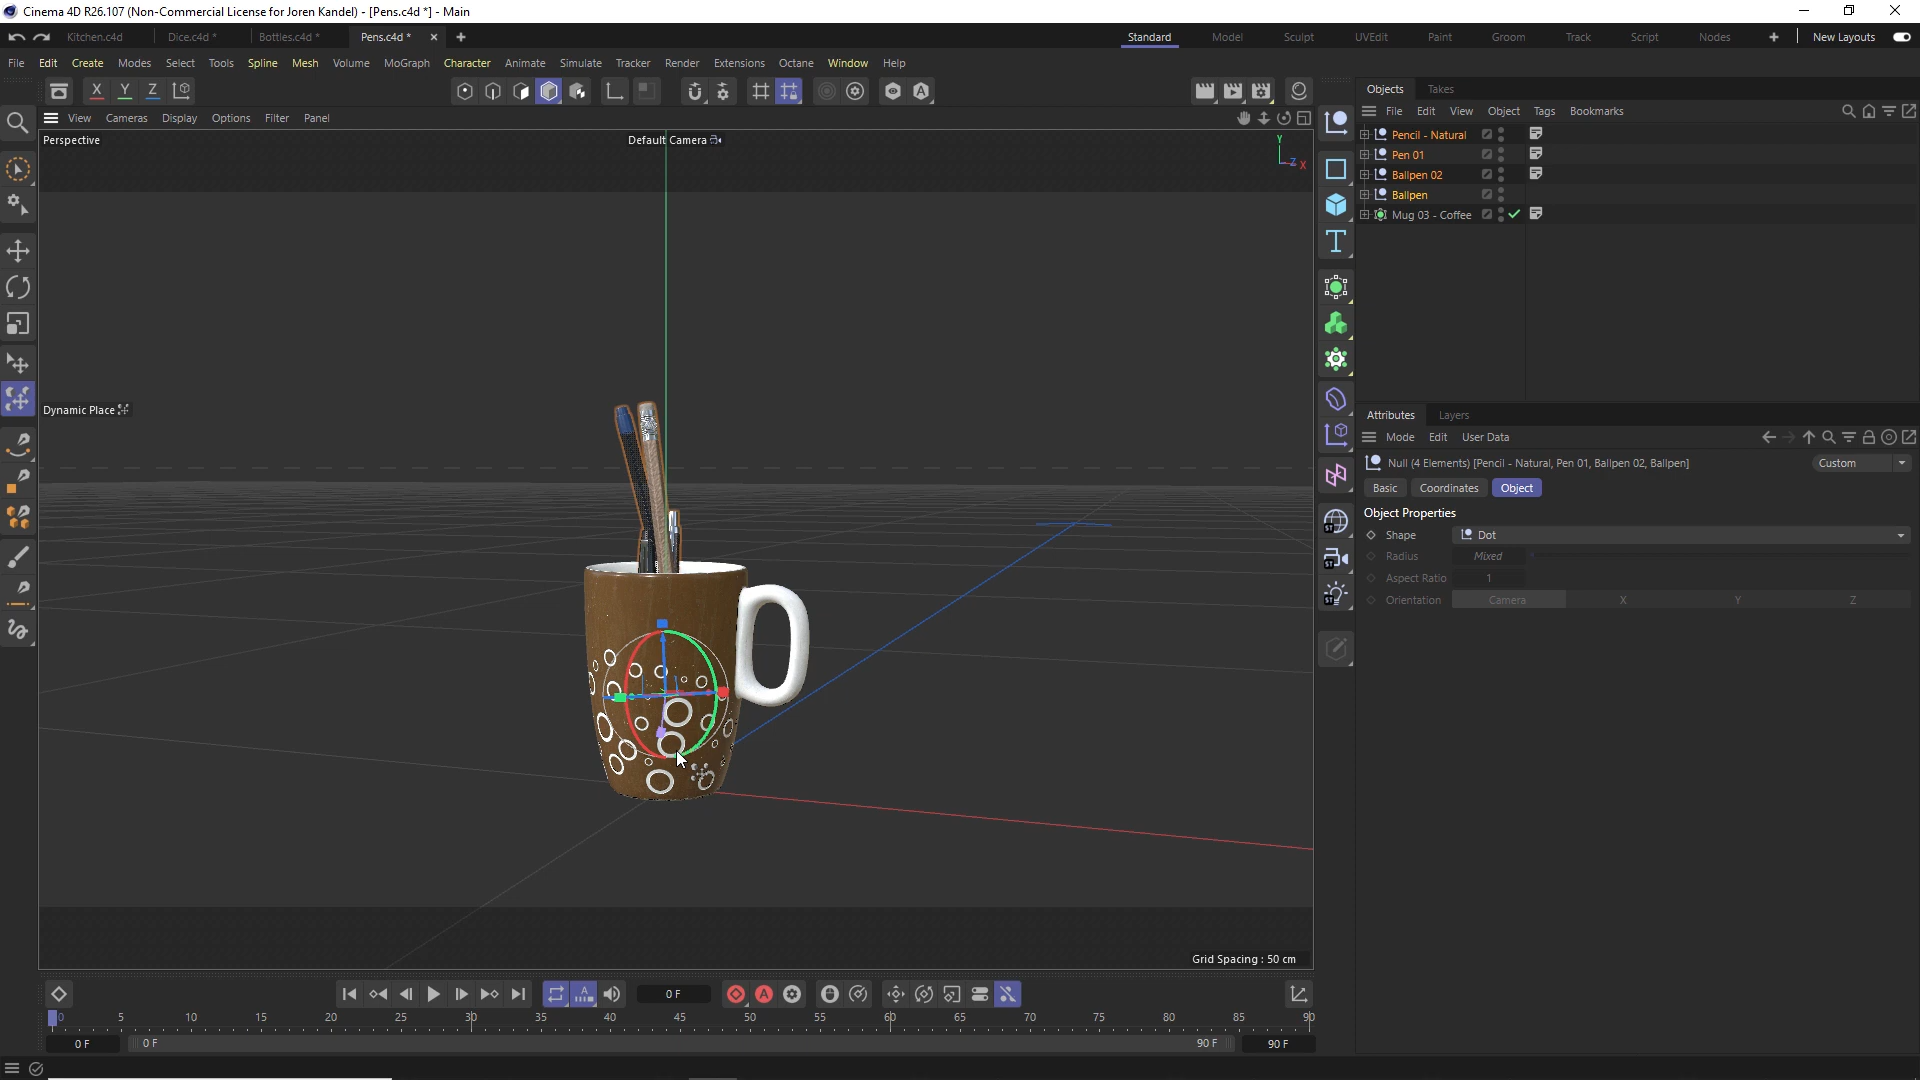 Cinema 4D R26.107 (Non-Commercial License for Joren Kandel) - [Pens.c4d *] - Main
Kitchen.c4d Dice.c4d * Bottles.c4d * Pens.c4d * Standard Model Sculpt UVEdit Paint Groom Track Script Nodes New Layouts
File Edit Create Modes Select Tools Spline Mesh Volume MoGraph Character Animate Simulate Tracker Render Extensions Octane Window Help
X Y Z
Objects Takes
File Edit View Object Tags Bookmarks
View Cameras Display Options Filter Panel
Perspective Default Camera
Y
Z X
Pencil - Natural
Pen 01
Ballpen 02
Ballpen
Mug 03 - Coffee
Dynamic Place
Attributes Layers
Mode Edit User Data
Null (4 Elements) [Pencil - Natural, Pen 01, Ballpen 02, Ballpen] Custom
Basic Coordinates Object
Object Properties
Shape Dot
Radius Mixed
Aspect Ratio 1
Orientation Camera X Y Z
Grid Spacing : 50 cm
0 F
0 5 10 15 20 25 30 35 40 45 50 55 60 65 70 75 80 85 90
0 F 0 F 90 F 90 F